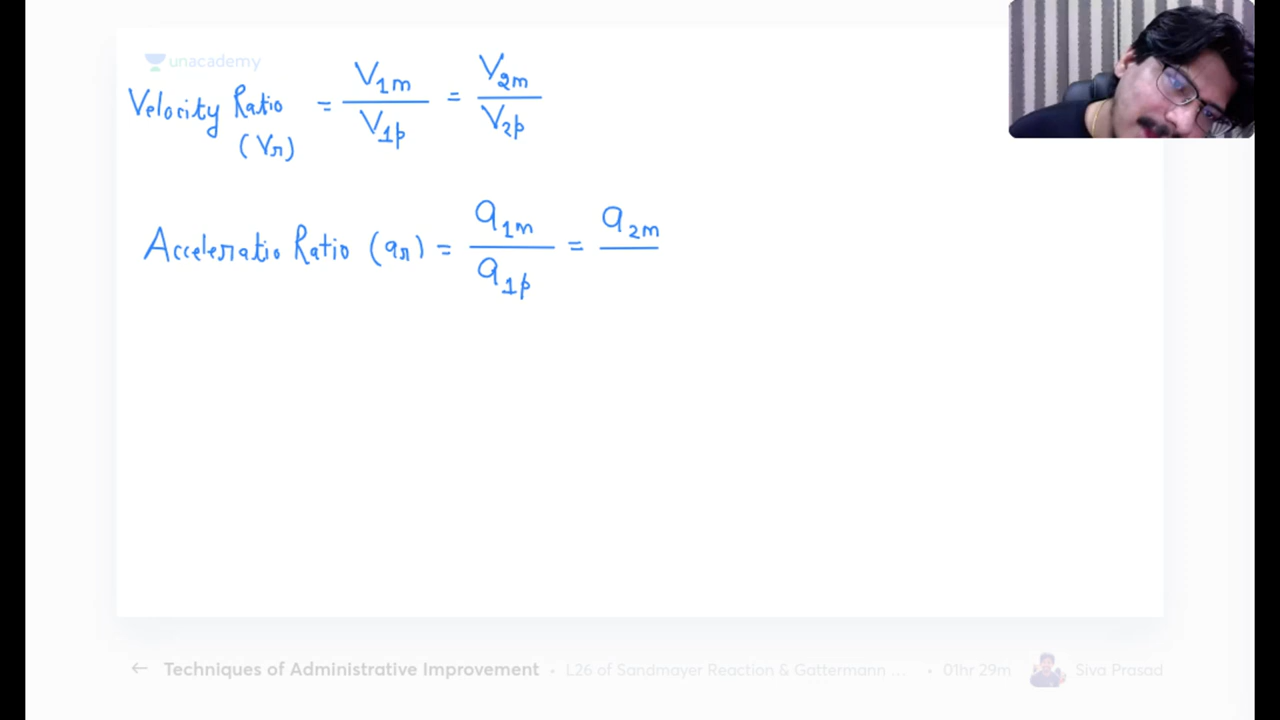 unacademy
Velocity Ratio = V1m / V1p = V2m / V2p
(Vr)
Acceleratio Ratio (ar) = a1m / a1p = a2m
← Techniques of Administrative Improvement • L26 of Sandmayer Reaction & Gattermann ... • 01hr 29m Siva Prasad